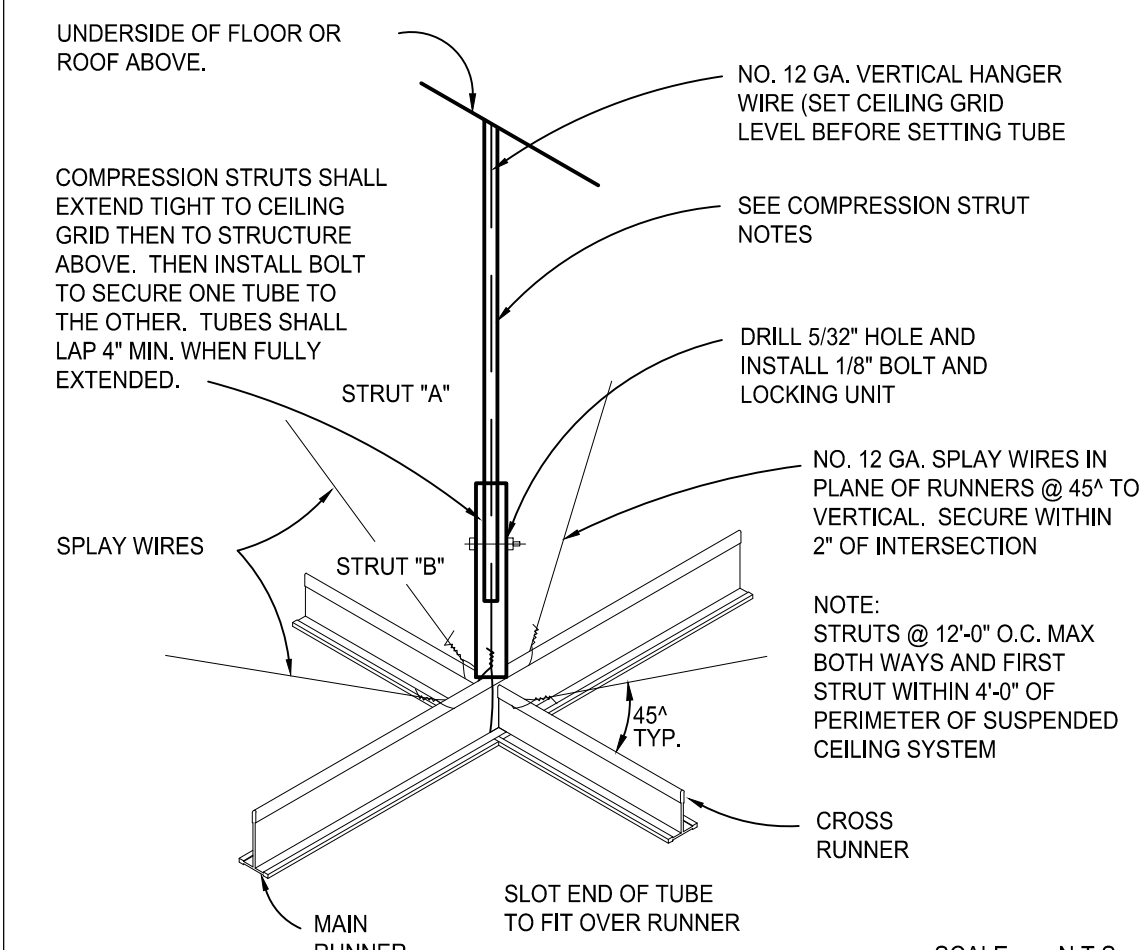 UNDERSIDE OF FLOOR OR
ROOF ABOVE.
NO. 12 GA. VERTICAL HANGER
WIRE (SET CEILING GRID
LEVEL BEFORE SETTING TUBE
COMPRESSION STRUTS SHALL
EXTEND TIGHT TO CEILING
GRID THEN TO STRUCTURE
ABOVE. THEN INSTALL BOLT
TO SECURE ONE TUBE TO
THE OTHER. TUBES SHALL
LAP 4" MIN. WHEN FULLY
EXTENDED.
SEE COMPRESSION STRUT
NOTES
DRILL 5/32" HOLE AND
INSTALL 1/8" BOLT AND
LOCKING UNIT
STRUT "A"
NO. 12 GA. SPLAY WIRES IN
PLANE OF RUNNERS @ 45^ TO
VERTICAL. SECURE WITHIN
2" OF INTERSECTION
SPLAY WIRES
STRUT "B"
NOTE:
STRUTS @ 12'-0" O.C. MAX
BOTH WAYS AND FIRST
STRUT WITHIN 4'-0" OF
PERIMETER OF SUSPENDED
CEILING SYSTEM
45^
TYP.
CROSS
RUNNER
SLOT END OF TUBE
TO FIT OVER RUNNER
MAIN
RUNNER
SCALE N.T.S.